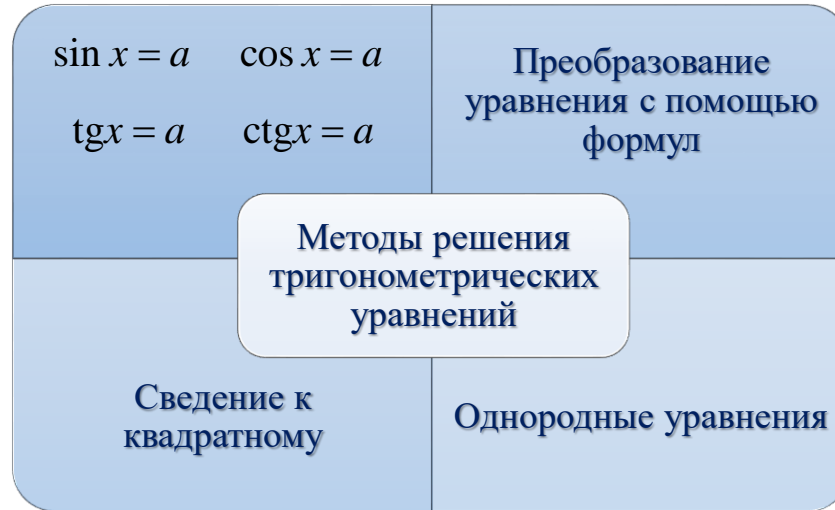 sin x = a cos x = a
tgx = a ctgx = a
Преобразование
уравнения с помощью
формул
Методы решения
тригонометрических
уравнений
Сведение к
квадратному
Однородные уравнения